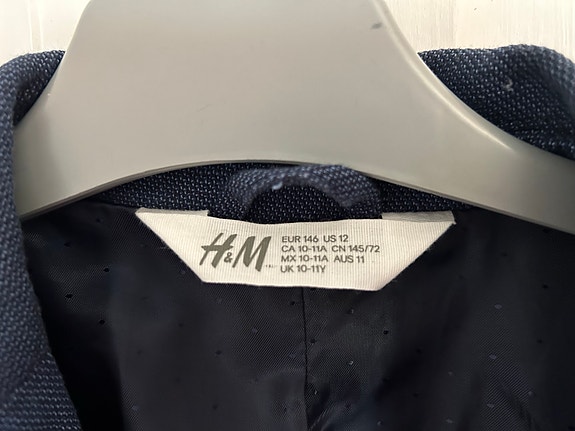 H&M
EUR 146 US 12
CA 10-11A CN 145/72
MX 10-11A AUS 11
UK 10-11Y